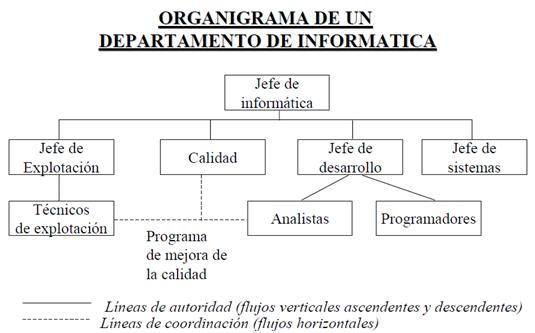 ORGANIGRAMA DE UN
DEPARTAMENTO DE INFORMATICA
Jefe de
informática
Jefe de
Explotación
Calidad
Jefe de
desarrollo
Jefe de
sistemas
Técnicos
de explotación
Analistas
Programadores
Programa
de mejora de
la calidad
Líneas de autoridad (flujos verticales ascendentes y descendentes)
Líneas de coordinación (flujos horizontales)